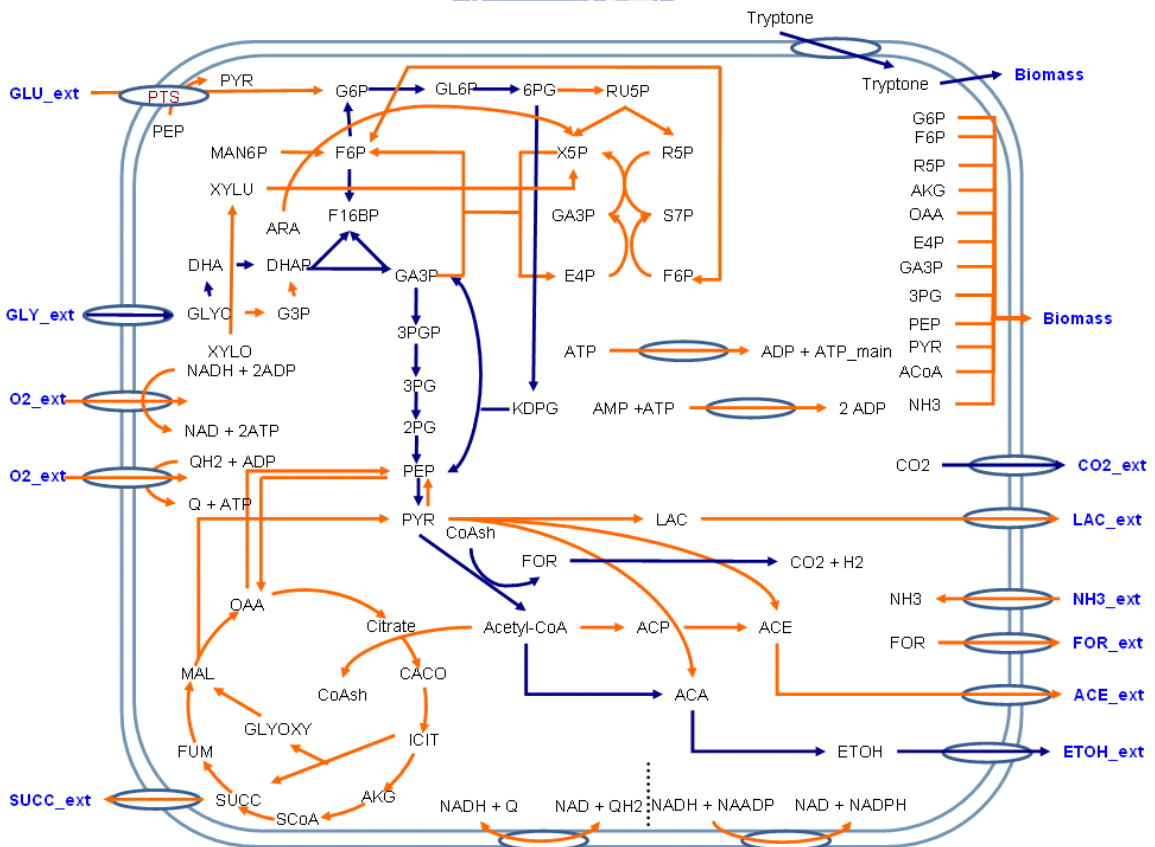 Tryptone
GLU_ext
PTS
PYR
PEP
G6P
GL6P
6PG
RU5P
Tryptone
Biomass
MAN6P
F6P
X5P
R5P
XYLU
ARA
F16BP
GA3P
S7P
DHA
DHAP
GA3P
E4P
F6P
GLY_ext
GLYC
G3P
3PGP
XYLO
NADH + 2ADP
O2_ext
NAD + 2ATP
3PG
2PG
KDPG
ATP
ADP + ATP_main
AMP +ATP
2 ADP
G6P
F6P
R5P
AKG
OAA
E4P
GA3P
3PG
PEP
PYR
ACoA
NH3
Biomass
QH2 + ADP
O2_ext
Q + ATP
PEP
PYR
CoAsh
LAC
FOR
CO2 + H2
CO2
CO2_ext
LAC_ext
NH3
NH3_ext
FOR
FOR_ext
OAA
Citrate
Acetyl-CoA
ACP
ACE
ACE_ext
MAL
CoAsh
CACO
ACA
GLYOXY
ICIT
FUM
ETOH
ETOH_ext
SUCC_ext
SUCC
AKG
SCoA
NADH + Q
NAD + QH2
NADH + NAADP
NAD + NADPH